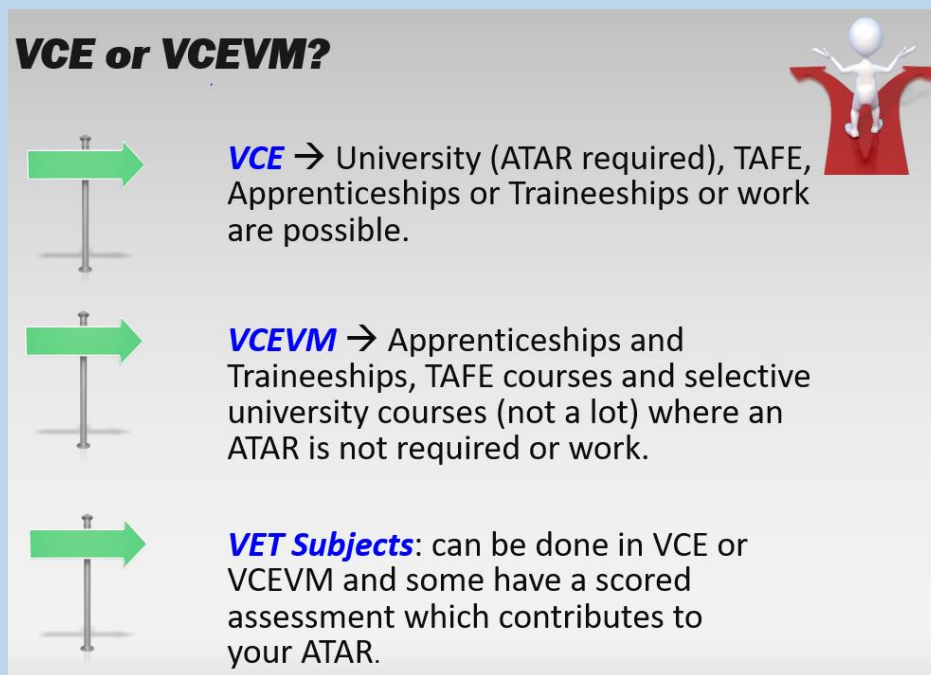 VCE or VCEVM?
VCE → University (ATAR required), TAFE,
Apprenticeships or Traineeships or work
are possible.
VCEVM → Apprenticeships and
Traineeships, TAFE courses and selective
university courses (not a lot) where an
ATAR is not required or work.
VET Subjects: can be done in VCE or
VCEVM and some have a scored
assessment which contributes to
your ATAR.